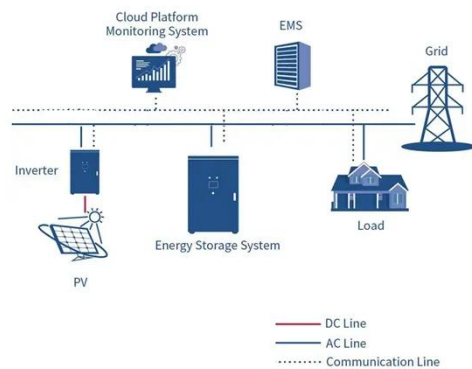 Cloud Platform
Monitoring System
EMS
Grid
Inverter
Energy Storage System
Load
PV
DC Line
AC Line
Communication Line